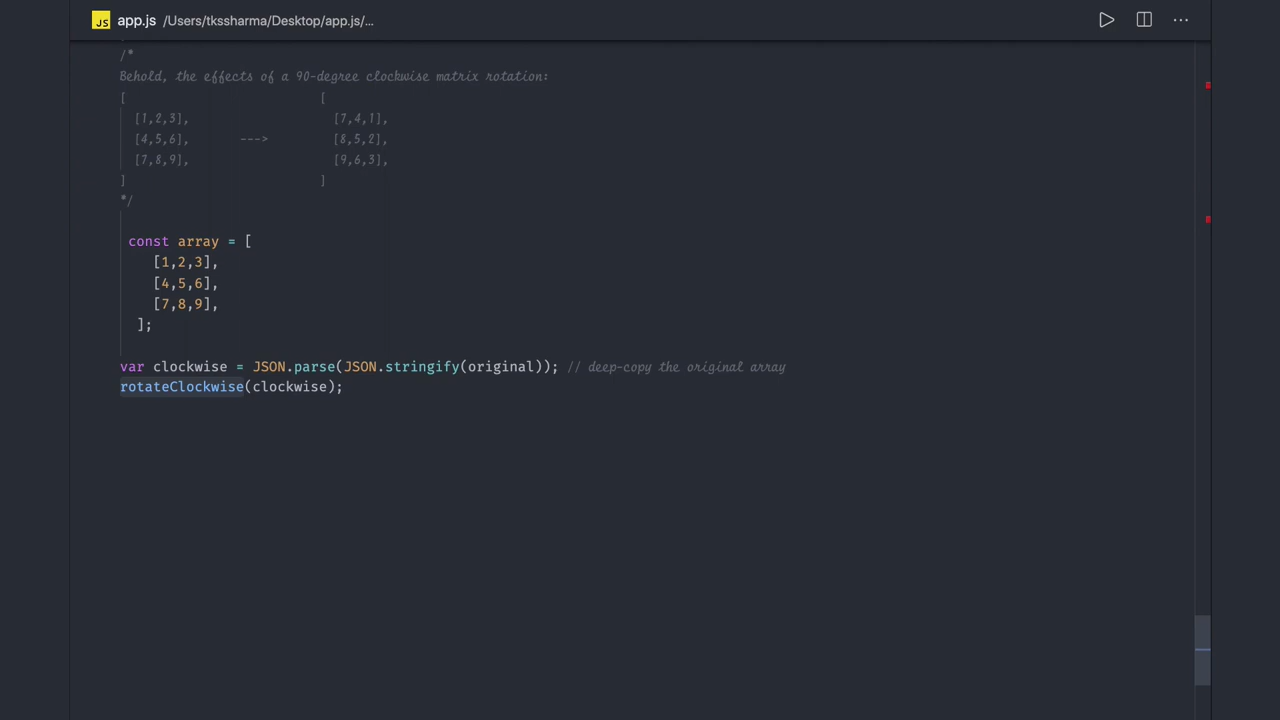 JS app.js /Users/tkssharma/Desktop/app.js/...
/*
Behold, the effects of a 90-degree clockwise matrix rotation:
[ [
[1,2,3], [7,4,1],
[4,5,6], ---> [8,5,2],
[7,8,9], [9,6,3],
] ]
*/
const array = [
[1,2,3],
[4,5,6],
[7,8,9],
];
var clockwise = JSON.parse(JSON.stringify(original)); // deep-copy the original array
rotateClockwise(clockwise);